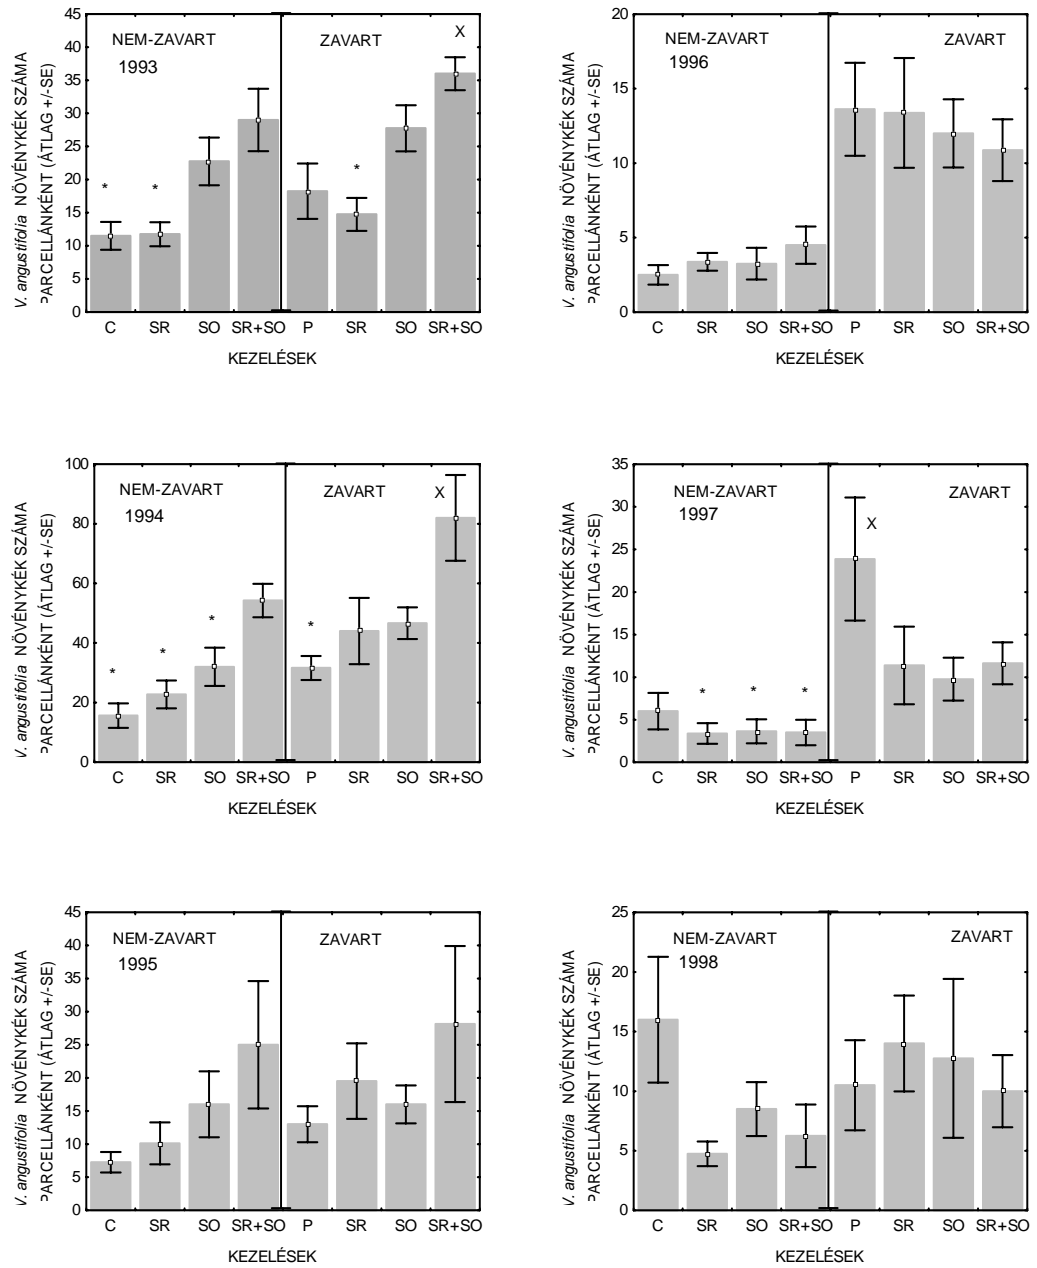 V. angustifolia NÖVÉNYKÉK SZÁMA
PARCELLÁNKÉNT (ÁTLAG +/-SE)
45
40
35
30
25
20
15
10
5
0
NEM-ZAVART
1993
ZAVART
X
*
*
*
C SR SO SR+SO P SR SO SR+SO
KEZELÉSEK
V. angustifolia NÖVÉNYKÉK SZÁMA
PARCELLÁNKÉNT (ÁTLAG +/-SE)
20
15
10
5
0
NEM-ZAVART
1996
ZAVART
C SR SO SR+SO P SR SO SR+SO
KEZELÉSEK
V. angustifolia NÖVÉNYKÉK SZÁMA
PARCELLÁNKÉNT (ÁTLAG +/-SE)
100
80
60
40
20
0
NEM-ZAVART
1994
ZAVART
X
*
*
*
*
C SR SO SR+SO P SR SO SR+SO
KEZELÉSEK
V. angustifolia NÖVÉNYKÉK SZÁMA
PARCELLÁNKÉNT (ÁTLAG +/-SE)
35
30
25
20
15
10
5
0
NEM-ZAVART
1997
ZAVART
X
* * *
C SR SO SR+SO P SR SO SR+SO
KEZELÉSEK
V. angustifolia NÖVÉNYKÉK SZÁMA
PARCELLÁNKÉNT (ÁTLAG +/-SE)
45
40
35
30
25
20
15
10
5
0
NEM-ZAVART
1995
ZAVART
C SR SO SR+SO P SR SO SR+SO
KEZELÉSEK
V. angustifolia NÖVÉNYKÉK SZÁMA
PARCELLÁNKÉNT (ÁTLAG +/-SE)
25
20
15
10
5
0
NEM-ZAVART
1998
ZAVART
C SR SO SR+SO P SR SO SR+SO
KEZELÉSEK